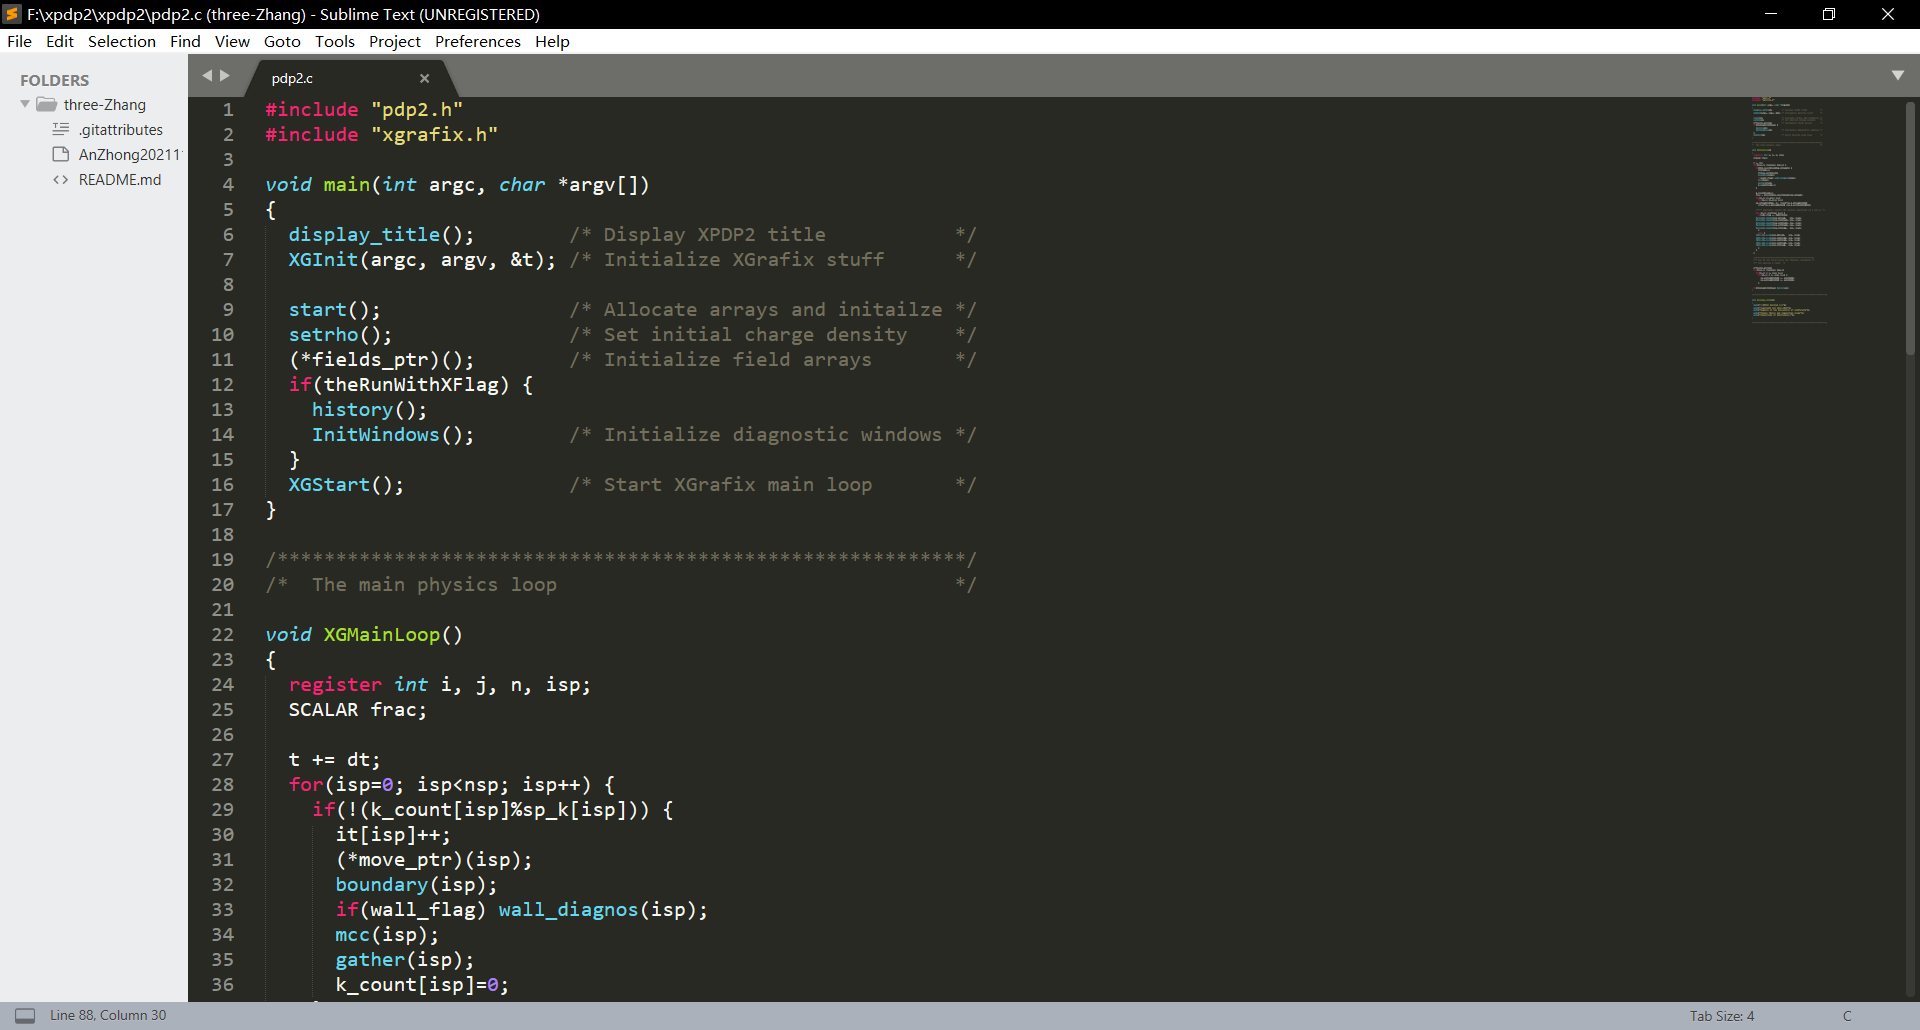 F:\xpdp2\xpdp2\pdp2.c (three-Zhang) - Sublime Text (UNREGISTERED)
File Edit Selection Find View Goto Tools Project Preferences Help
FOLDERS
three-Zhang
.gitattributes
AnZhong20211
README.md
pdp2.c
1 #include "pdp2.h"
2 #include "xgrafix.h"
3
4 void main(int argc, char *argv[])
5 {
6 display_title(); /* Display XPDP2 title */
7 XGInit(argc, argv, &t); /* Initialize XGrafix stuff */
8
9 start(); /* Allocate arrays and initailze */
10 setrho(); /* Set initial charge density */
11 (*fields_ptr)(); /* Initialize field arrays */
12 if(theRunWithXFlag) {
13 history();
14 InitWindows(); /* Initialize diagnostic windows */
15 }
16 XGStart(); /* Start XGrafix main loop */
17 }
18
19 /***********************************************************/
20 /* The main physics loop */
21
22 void XGMainLoop()
23 {
24 register int i, j, n, isp;
25 SCALAR frac;
26
27 t += dt;
28 for(isp=0; isp<nsp; isp++) {
29 if(!(k_count[isp]%sp_k[isp])) {
30 it[isp]++;
31 (*move_ptr)(isp);
32 boundary(isp);
33 if(wall_flag) wall_diagnos(isp);
34 mcc(isp);
35 gather(isp);
36 k_count[isp]=0;
Line 88, Column 30
Tab Size: 4
C